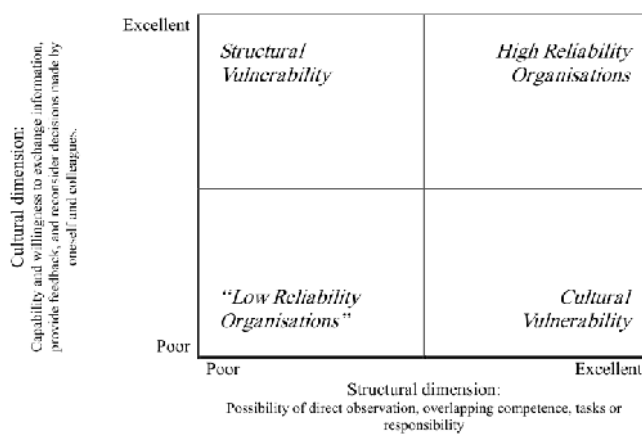 Excellent
Structural
Vulnerability
High Reliability
Organisations
Cultural dimension:
Capability and willingness to exchange information,
provide feedback, and reconsider decisions made by
oneself and colleagues.
"Low Reliability
Organisations"
Cultural
Vulnerability
Poor
Poor
Excellent
Structural dimension:
Possibility of direct observation, overlapping competence, tasks or
responsibility